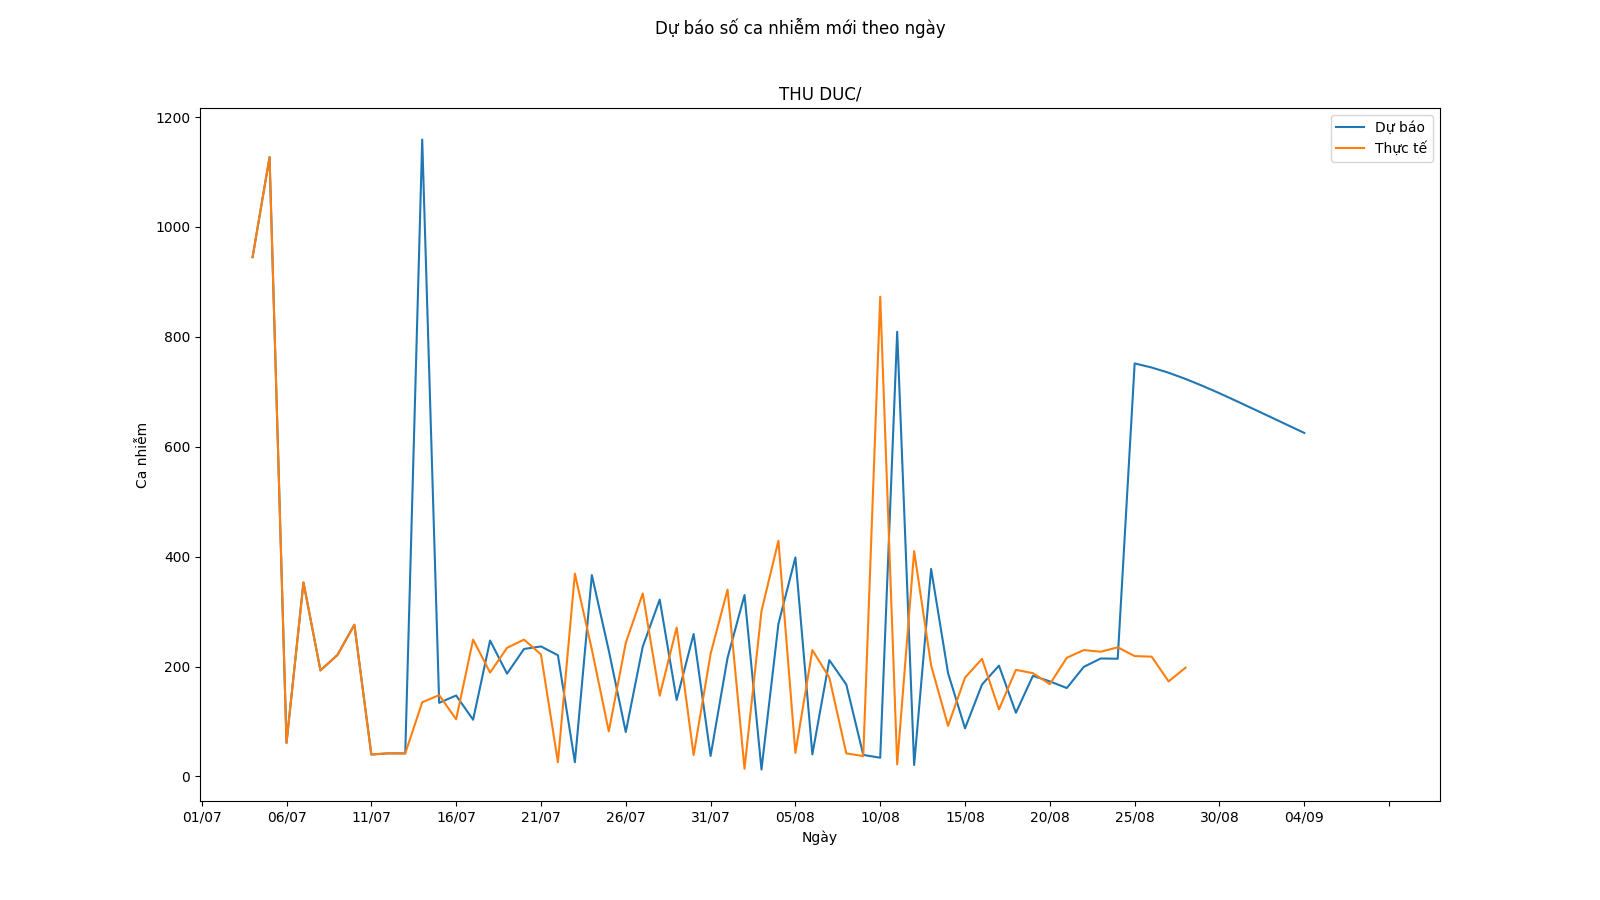 Dự báo số ca nhiễm mới theo ngày
THU DUC/
1200
1000
800
600
400
200
0
Ca nhiễm
Dự báo
Thực tế
01/07 06/07 11/07 16/07 21/07 26/07 31/07 05/08 10/08 15/08 20/08 25/08 30/08 04/09
Ngày